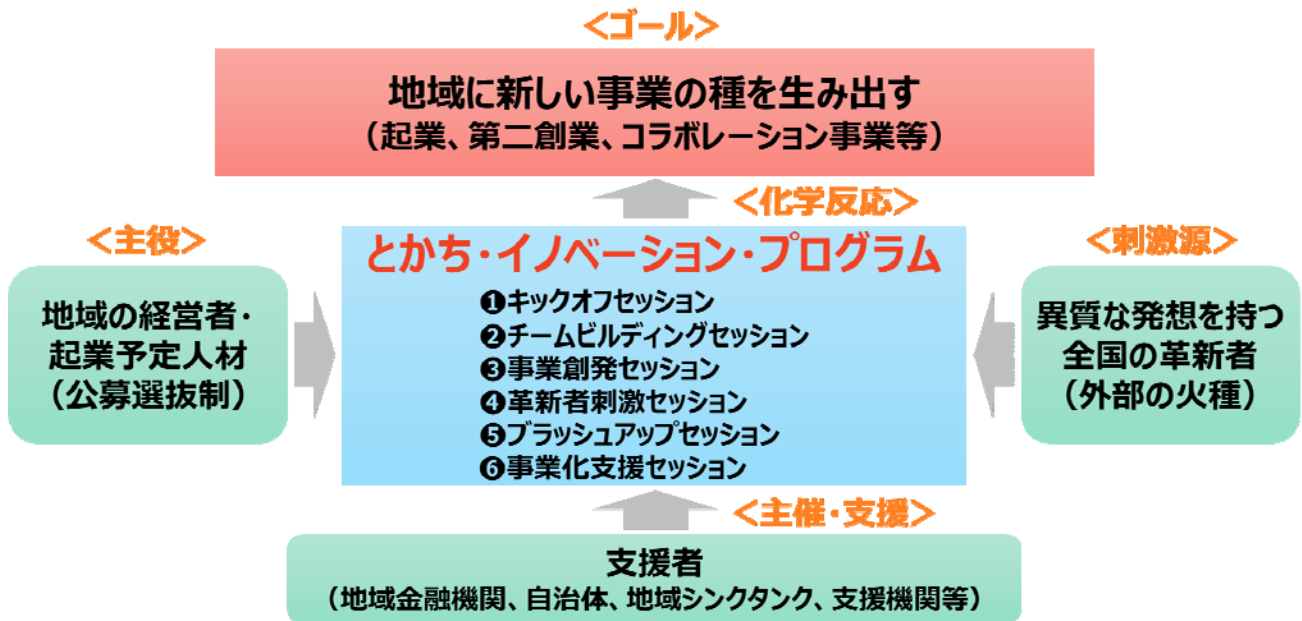 ＜ゴール＞
地域に新しい事業の種を生み出す
（起業、第二創業、コラボレーション事業等）
＜化学反応＞
＜主役＞
地域の経営者・
起業予定人材
（公募選抜制）
とかち・イノベーション・プログラム
❶キックオフセッション
❷チームビルディングセッション
❸事業創発セッション
❹革新者刺激セッション
❺ブラッシュアップセッション
❻事業化支援セッション
＜刺激源＞
異質な発想を持つ
全国の革新者
（外部の火種）
＜主催・支援＞
支援者
（地域金融機関、自治体、地域シンクタンク、支援機関等）